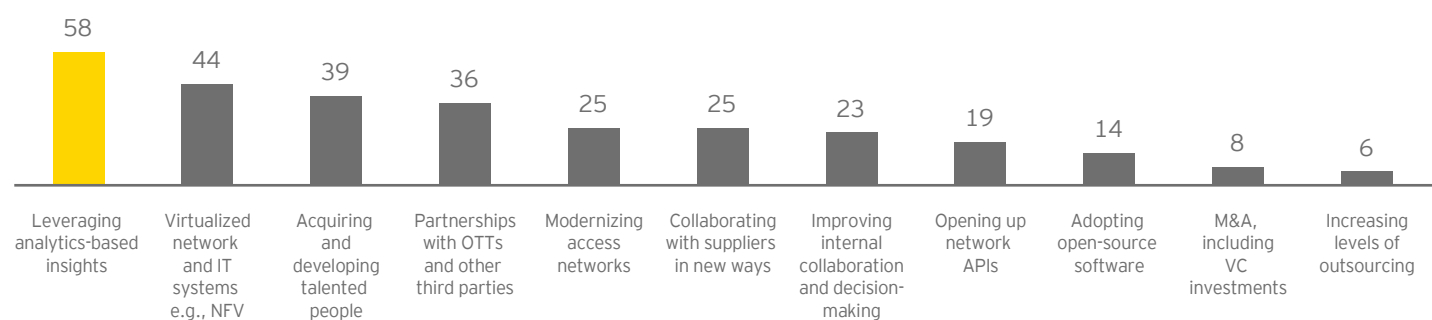 58
44
39
36
25
25
23
19
14
8
6
Leveraging
analytics-based
insights
Virtualized
network
and IT
systems
e.g., NFV
Acquiring
and
developing
talented
people
Partnerships
with OTTs
and other
third parties
Modernizing
access
networks
Collaborating
with suppliers
in new ways
Improving
internal
collaboration
and decision-
making
Opening up
network
APIs
Adopting
open-source
software
M&A,
including
VC
investments
Increasing
levels of
outsourcing